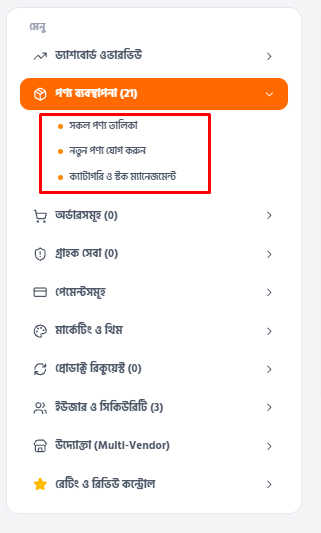 মেনু
ড্যাশবোর্ড ওভারভিউ
পণ্য ব্যবস্থাপনা (21)
সকল পণ্য তালিকা
নতুন পণ্য যোগ করুন
ক্যাটাগরি ও স্টক ম্যানেজমেন্ট
অর্ডারসমূহ (0)
গ্রাহক সেবা (0)
পেমেন্টসমূহ
মার্কেটিং ও থিম
প্রোডাক্ট রিকুয়েস্ট (0)
ইউজার ও সিকিউরিটি (3)
উদ্যোক্তা (Multi-Vendor)
রেটিং ও রিভিউ কন্ট্রোল